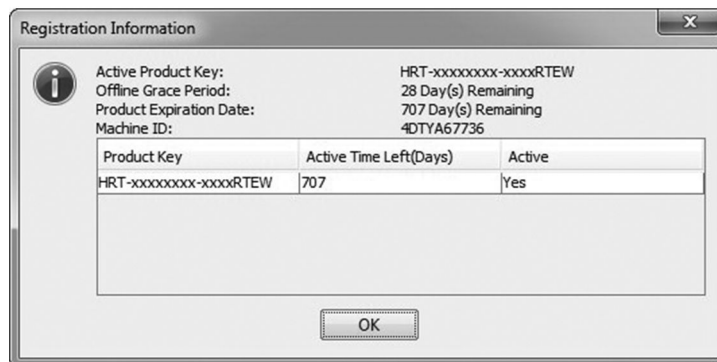 Registration Information
Active Product Key: HRT-xxxxxxxx-xxxxRTEW
Offline Grace Period: 28 Day(s) Remaining
Product Expiration Date: 707 Day(s) Remaining
Machine ID: 4DTYA67736
Product Key Active Time Left(Days) Active
HRT-xxxxxxxx-xxxxRTEW 707 Yes
OK